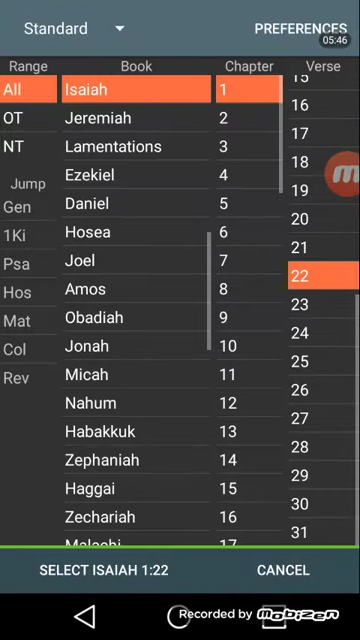 Standard
PREFERENCES
05:46
Range Book Chapter Verse
15
All Isaiah 1
16
OT Jeremiah 2
17
NT Lamentations 3
18
Ezekiel 4
Jump
19
Gen Daniel 5
20
1Ki Hosea 6
21
Psa Joel 7
22
Hos Amos 8
23
Mat Obadiah 9
24
Col Jonah 10
25
Rev Micah 11
26
Nahum 12
27
Habakkuk 13
28
Zephaniah 14
29
Haggai 15
30
Zechariah 16
31
Malachi 17
SELECT ISAIAH 1:22 CANCEL
Recorded by MOBIZEN